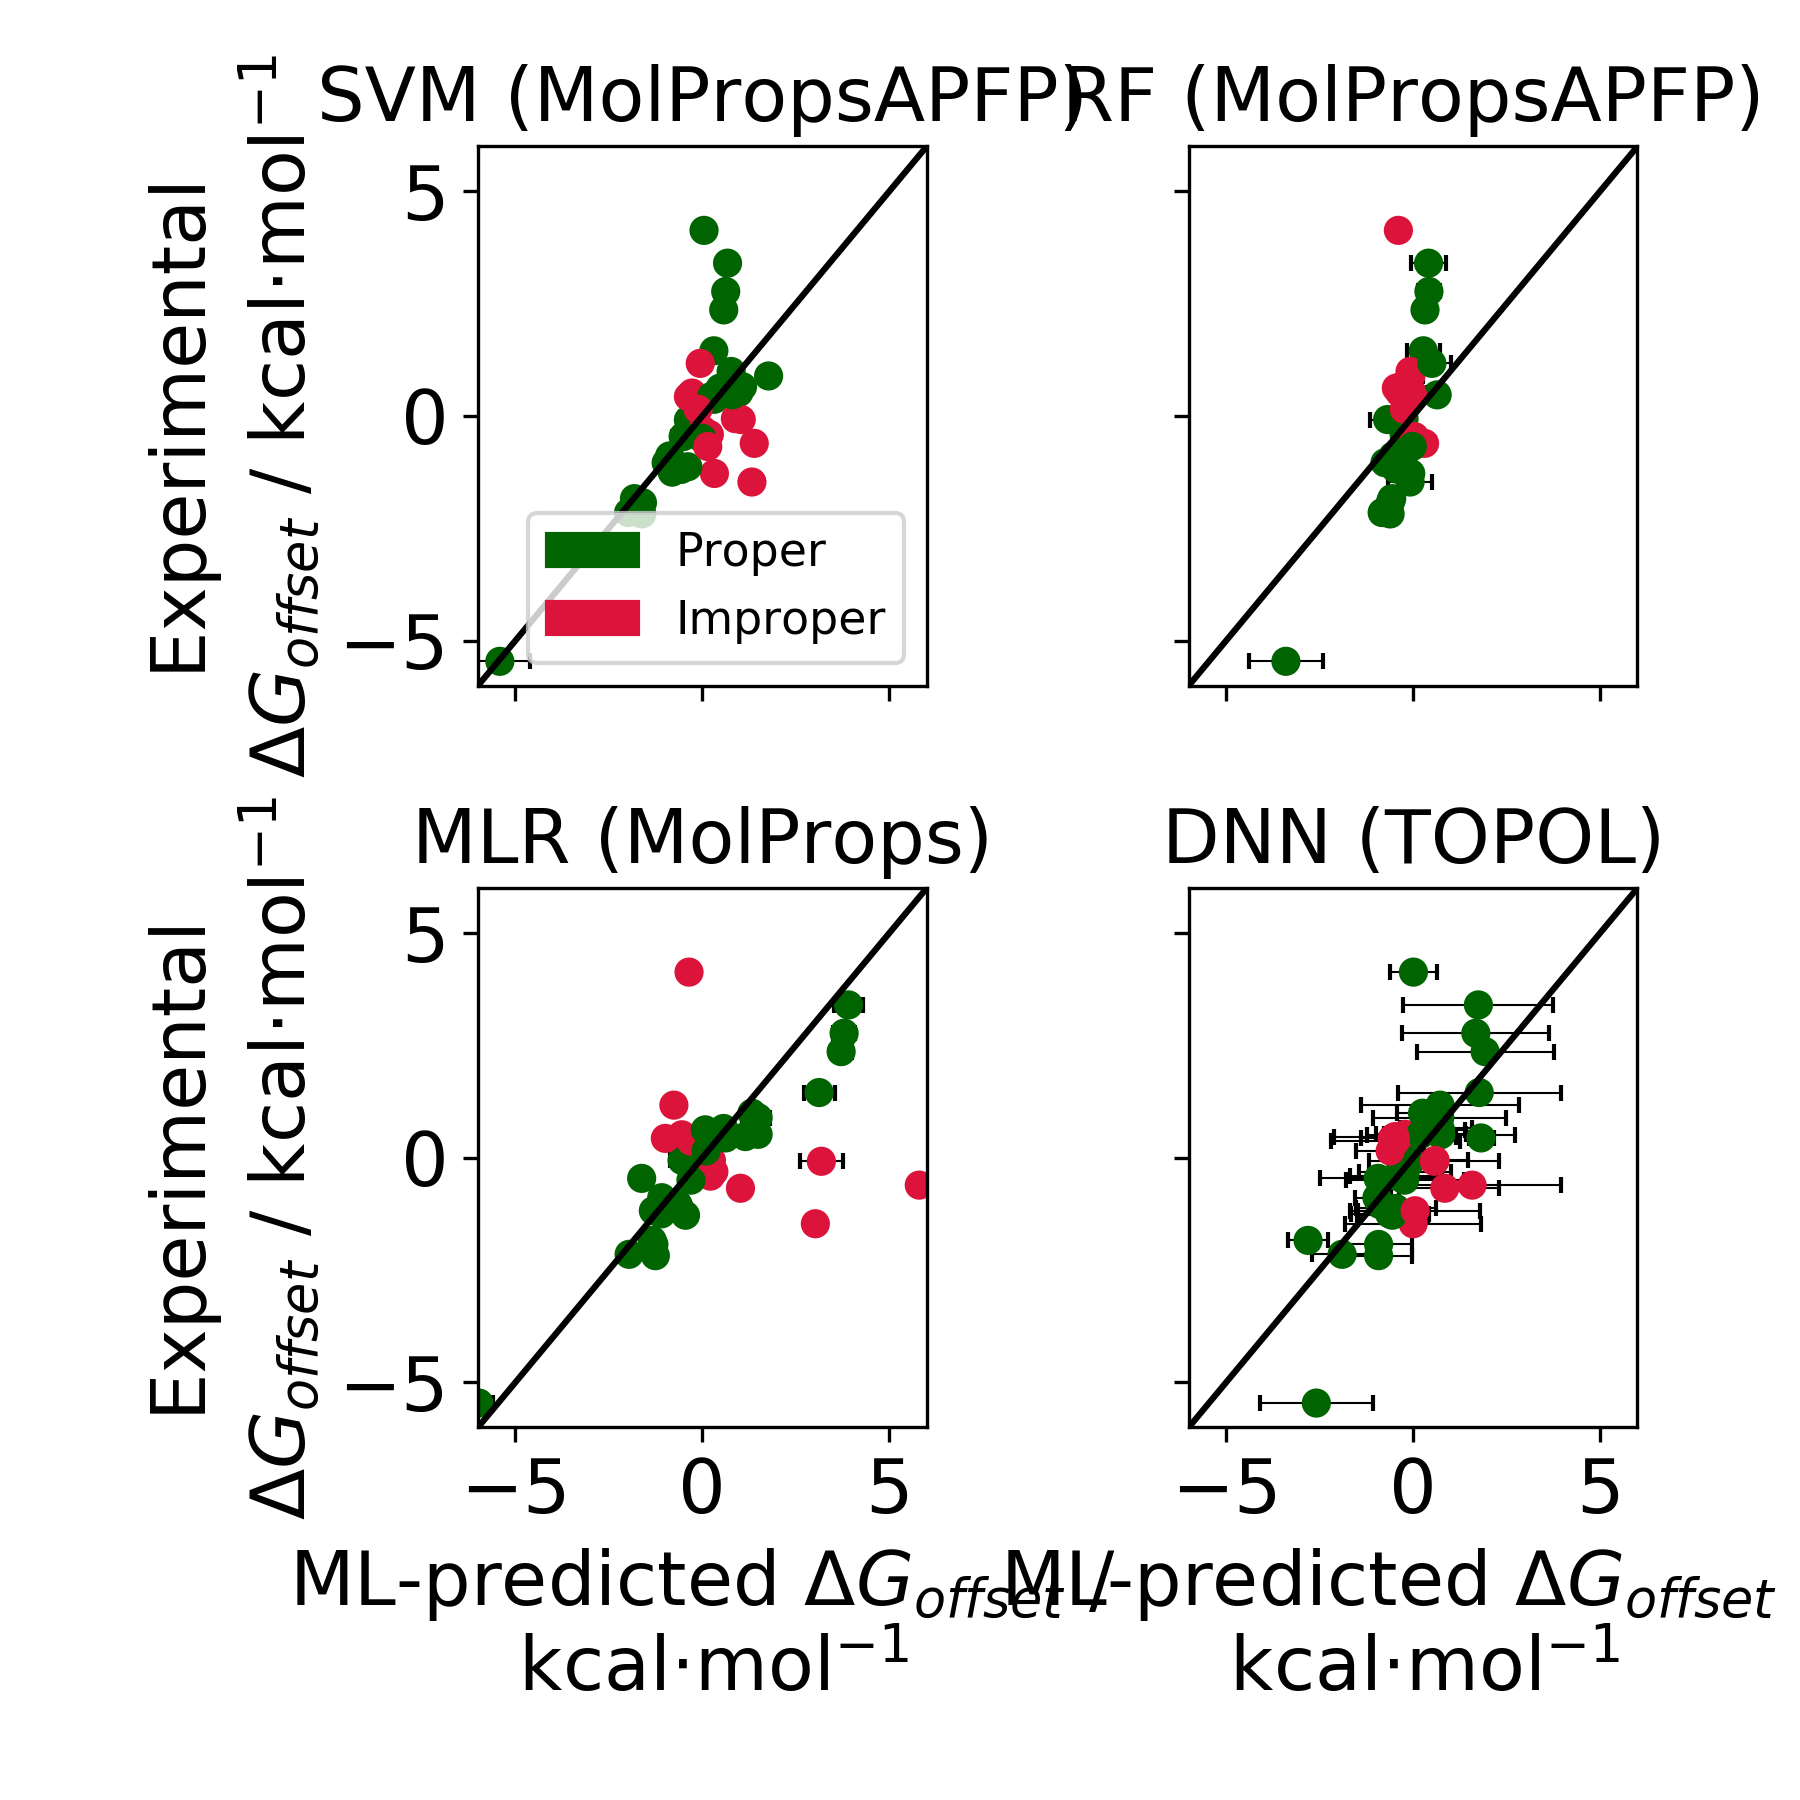 SVM (MolPropsAPFP)
RF (MolPropsAPFP)
Experimental
ΔG_offset / kcal·mol⁻¹
5
0
−5
Proper
Improper
MLR (MolProps)
DNN (TOPOL)
Experimental
ΔG_offset / kcal·mol⁻¹
5
0
−5
−5 0 5
−5 0 5
ML-predicted ΔG_offset /
kcal·mol⁻¹
ML-predicted ΔG_offset
kcal·mol⁻¹